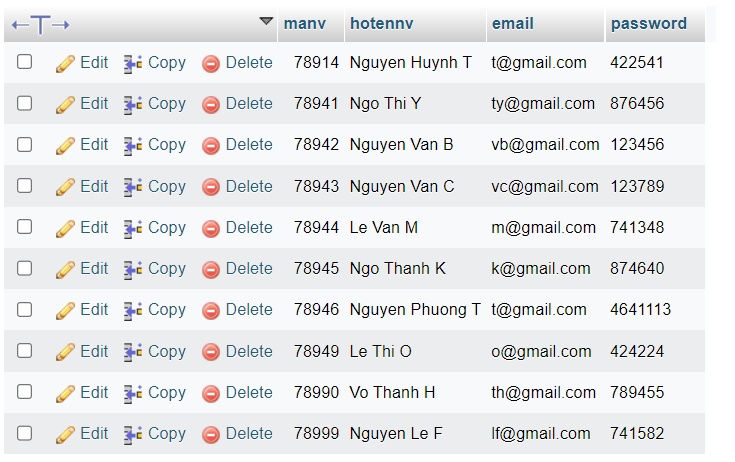 manv hotennv email password
Edit Copy Delete 78914 Nguyen Huynh T t@gmail.com 422541
Edit Copy Delete 78941 Ngo Thi Y ty@gmail.com 876456
Edit Copy Delete 78942 Nguyen Van B vb@gmail.com 123456
Edit Copy Delete 78943 Nguyen Van C vc@gmail.com 123789
Edit Copy Delete 78944 Le Van M m@gmail.com 741348
Edit Copy Delete 78945 Ngo Thanh K k@gmail.com 874640
Edit Copy Delete 78946 Nguyen Phuong T t@gmail.com 4641113
Edit Copy Delete 78949 Le Thi O o@gmail.com 424224
Edit Copy Delete 78990 Vo Thanh H th@gmail.com 789455
Edit Copy Delete 78999 Nguyen Le F lf@gmail.com 741582